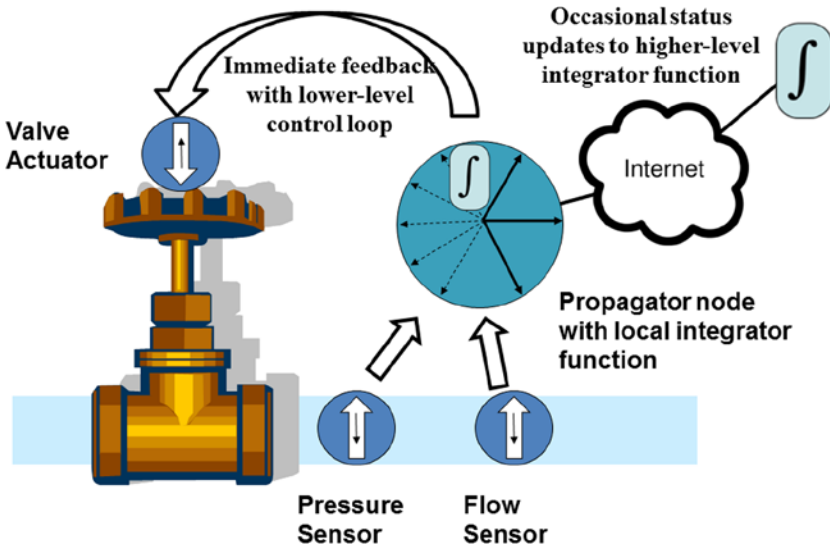 Occasional status
updates to higher-level
integrator function
∫
Immediate feedback
with lower-level
control loop
Valve
Actuator
∫
Internet
Propagator node
with local integrator
function
Pressure
Sensor
Flow
Sensor